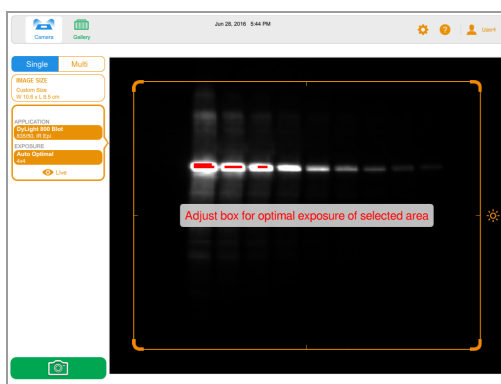 Jun 28, 2016 5:44 PM
Camera
Gallery
User1
Single
Multi
IMAGE SIZE
Custom Size
W 10.6 x L 8.5 cm
APPLICATION
DyLight 800 Blot
835/50, IR Epi
EXPOSURE
Auto Optimal
4x4
Live
Adjust box for optimal exposure of selected area